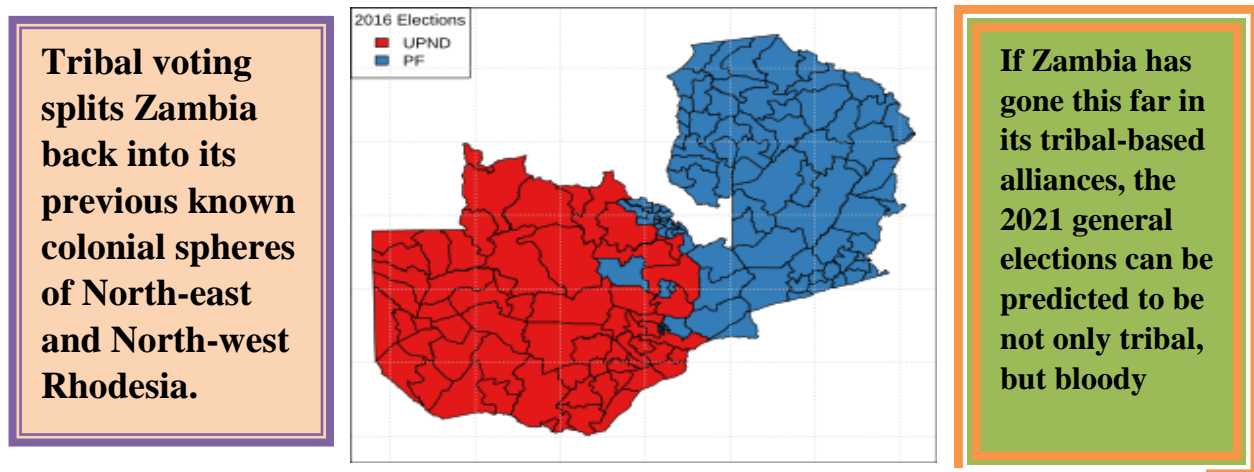 Tribal voting
splits Zambia
back into its
previous known
colonial spheres
of North-east
and North-west
Rhodesia.
2016 Elections
UPND
PF
If Zambia has
gone this far in
its tribal-based
alliances, the
2021 general
elections can be
predicted to be
not only tribal,
but bloody